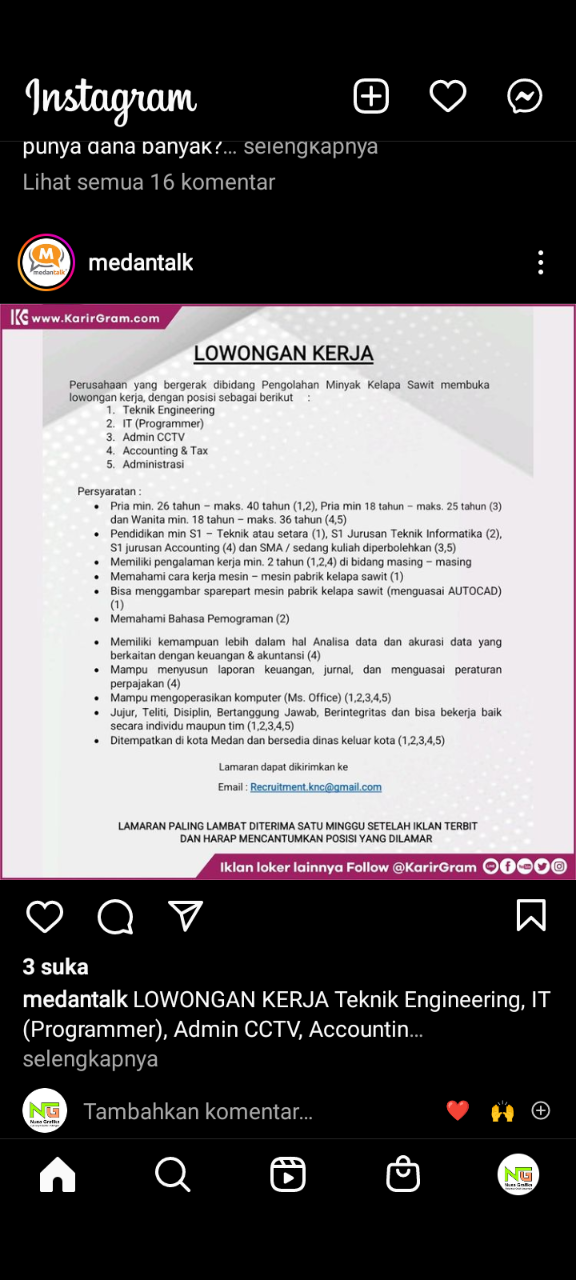 Instagram
punya dana banyak?... selengkapnya
Lihat semua 16 komentar
M
medantalk
medantalk
www.KarirGram.com
LOWONGAN KERJA
Perusahaan yang bergerak dibidang Pengolahan Minyak Kelapa Sawit membuka
lowongan kerja, dengan posisi sebagai berikut :
1. Teknik Engineering
2. IT (Programmer)
3. Admin CCTV
4. Accounting & Tax
5. Administrasi
Persyaratan :
• Pria min. 26 tahun – maks. 40 tahun (1,2), Pria min 18 tahun – maks. 25 tahun (3)
dan Wanita min. 18 tahun – maks. 36 tahun (4,5)
• Pendidikan min S1 – Teknik atau setara (1), S1 Jurusan Teknik Informatika (2),
S1 jurusan Accounting (4) dan SMA / sedang kuliah diperbolehkan (3,5)
• Memiliki pengalaman kerja min. 2 tahun (1,2,4) di bidang masing – masing
• Memahami cara kerja mesin – mesin pabrik kelapa sawit (1)
• Bisa menggambar sparepart mesin pabrik kelapa sawit (menguasai AUTOCAD)
(1)
• Memahami Bahasa Pemograman (2)
• Memiliki kemampuan lebih dalam hal Analisa data dan akurasi data yang
berkaitan dengan keuangan & akuntansi (4)
• Mampu menyusun laporan keuangan, jurnal, dan menguasai peraturan
perpajakan (4)
• Mampu mengoperasikan komputer (Ms. Office) (1,2,3,4,5)
• Jujur, Teliti, Disiplin, Bertanggung Jawab, Berintegritas dan bisa bekerja baik
secara individu maupun tim (1,2,3,4,5)
• Ditempatkan di kota Medan dan bersedia dinas keluar kota (1,2,3,4,5)
Lamaran dapat dikirimkan ke
Email : Recruitment.knc@gmail.com
LAMARAN PALING LAMBAT DITERIMA SATU MINGGU SETELAH IKLAN TERBIT
DAN HARAP MENCANTUMKAN POSISI YANG DILAMAR
Iklan loker lainnya Follow @KarirGram
3 suka
medantalk LOWONGAN KERJA Teknik Engineering, IT
(Programmer), Admin CCTV, Accountin...
selengkapnya
NG
Nuns Grafika
Tambahkan komentar...
NG
Nuns Grafika